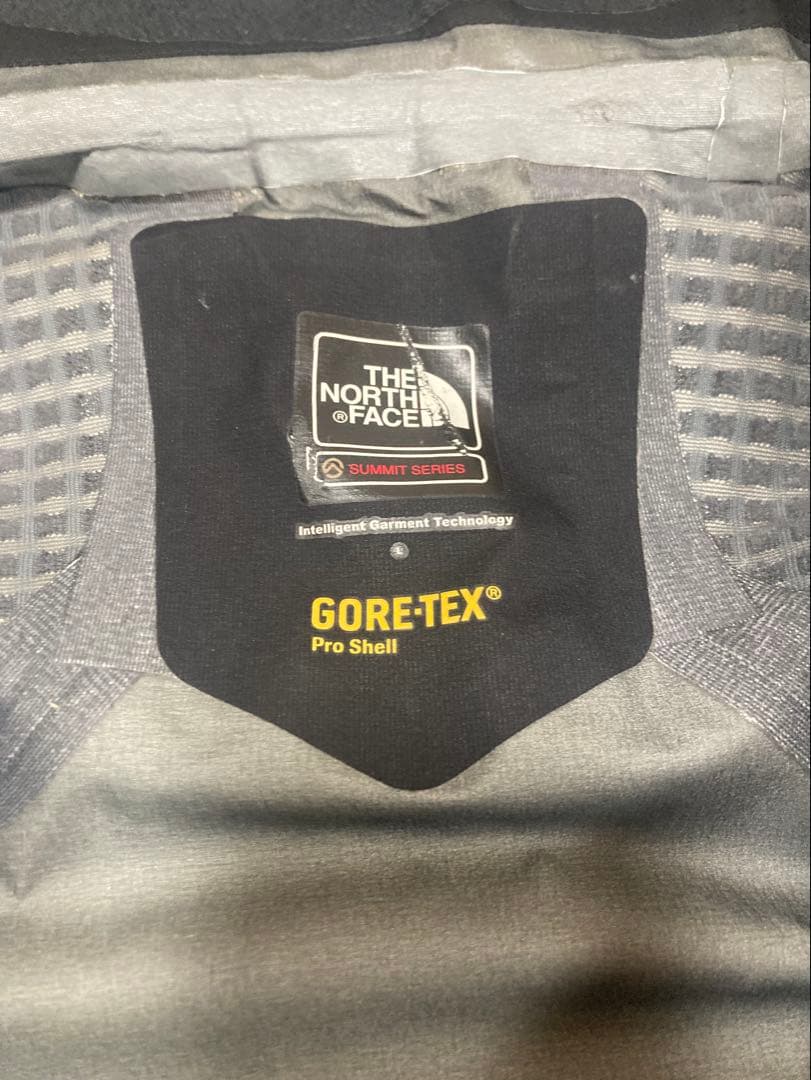 THE
NORTH
® FACE
SUMMIT SERIES
Intelligent Garment Technology
L
GORE-TEX®
Pro Shell